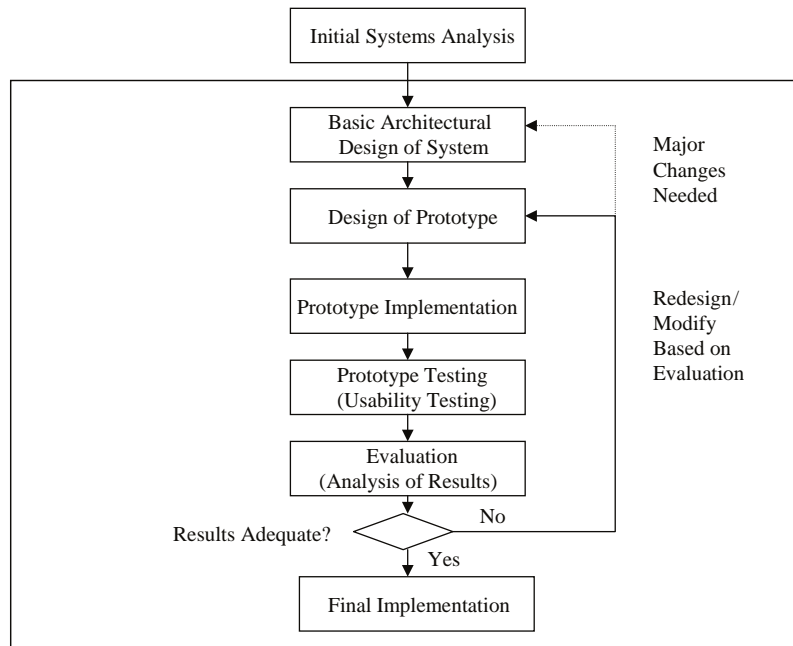 Initial Systems Analysis
Basic Architectural
Design of System
Major
Changes
Needed
Design of Prototype
Prototype Implementation
Redesign/
Modify
Based on
Evaluation
Prototype Testing
(Usability Testing)
Evaluation
(Analysis of Results)
No
Results Adequate?
Yes
Final Implementation